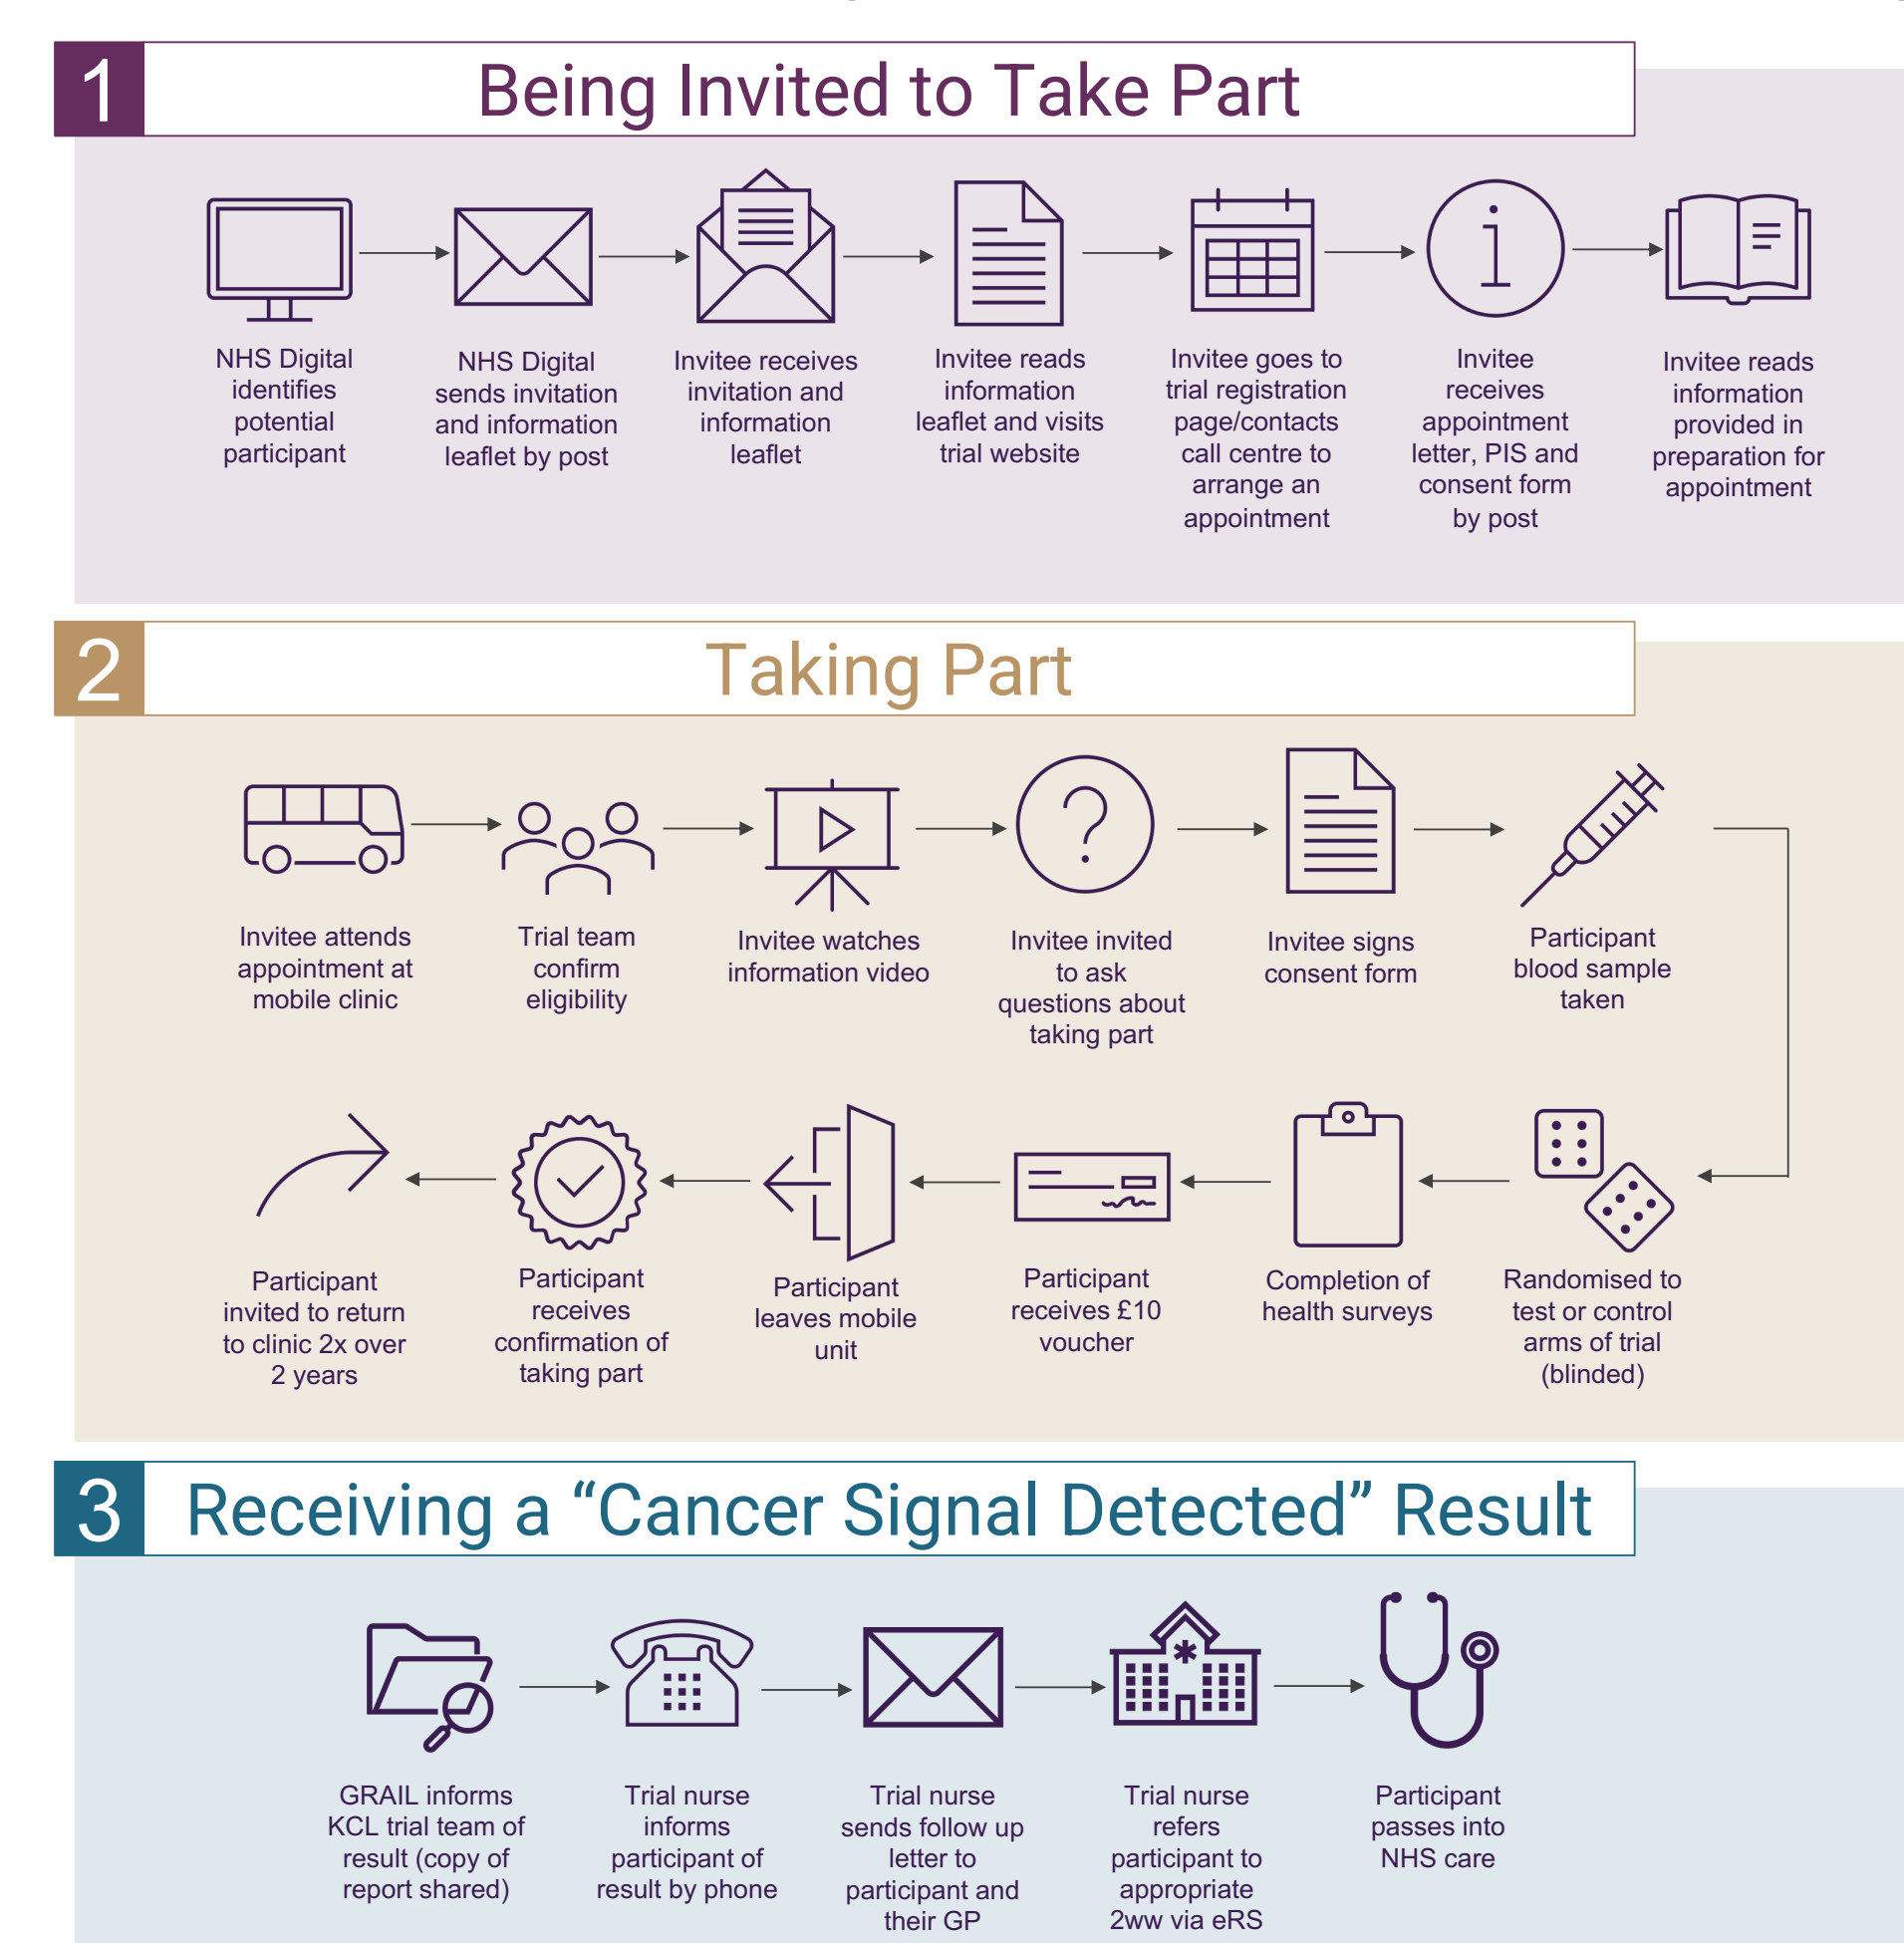 1
Being Invited to Take Part
NHS Digital
identifies
potential
participant
NHS Digital
sends invitation
and information
leaflet by post
Invitee receives
invitation and
information
leaflet
Invitee reads
information
leaflet and visits
trial website
Invitee goes to
trial registration
page/contacts
call centre to
arrange an
appointment
Invitee
receives
appointment
letter, PIS and
consent form
by post
Invitee reads
information
provided in
preparation for
appointment
2
Taking Part
Invitee attends
appointment at
mobile clinic
Trial team
confirm
eligibility
Invitee watches
information video
Invitee invited
to ask
questions about
taking part
Invitee signs
consent form
Participant
blood sample
taken
Randomised to
test or control
arms of trial
(blinded)
Completion of
health surveys
Participant
receives £10
voucher
Participant
leaves mobile
unit
Participant
receives
confirmation of
taking part
Participant
invited to return
to clinic 2x over
2 years
3
Receiving a “Cancer Signal Detected” Result
GRAIL informs
KCL trial team of
result (copy of
report shared)
Trial nurse
informs
participant of
result by phone
Trial nurse
sends follow up
letter to
participant and
their GP
Trial nurse
refers
participant to
appropriate
2ww via eRS
Participant
passes into
NHS care